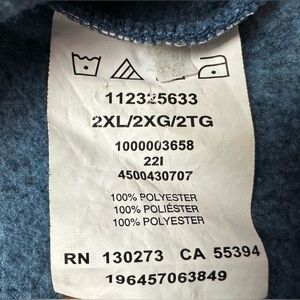 112325633
2XL/2XG/2TG
1000003658
22I
4500430707
100% POLYESTER
100% POLIÉSTER
100% POLYESTER
RN 130273 CA 55394
196457063849